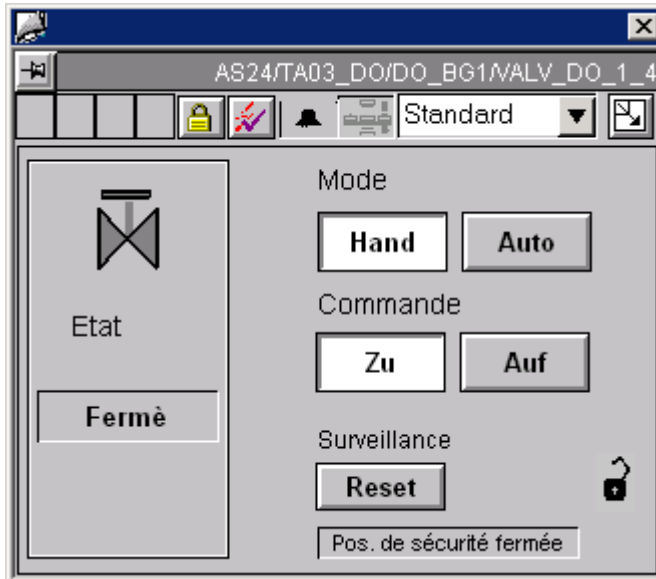 AS24/TA03_DO/DO_BG1/VALV_DO_1_4
Standard
Mode
Hand Auto
Commande
Etat
Zu Auf
Fermè
Surveillance
Reset
Pos. de sécurité fermée